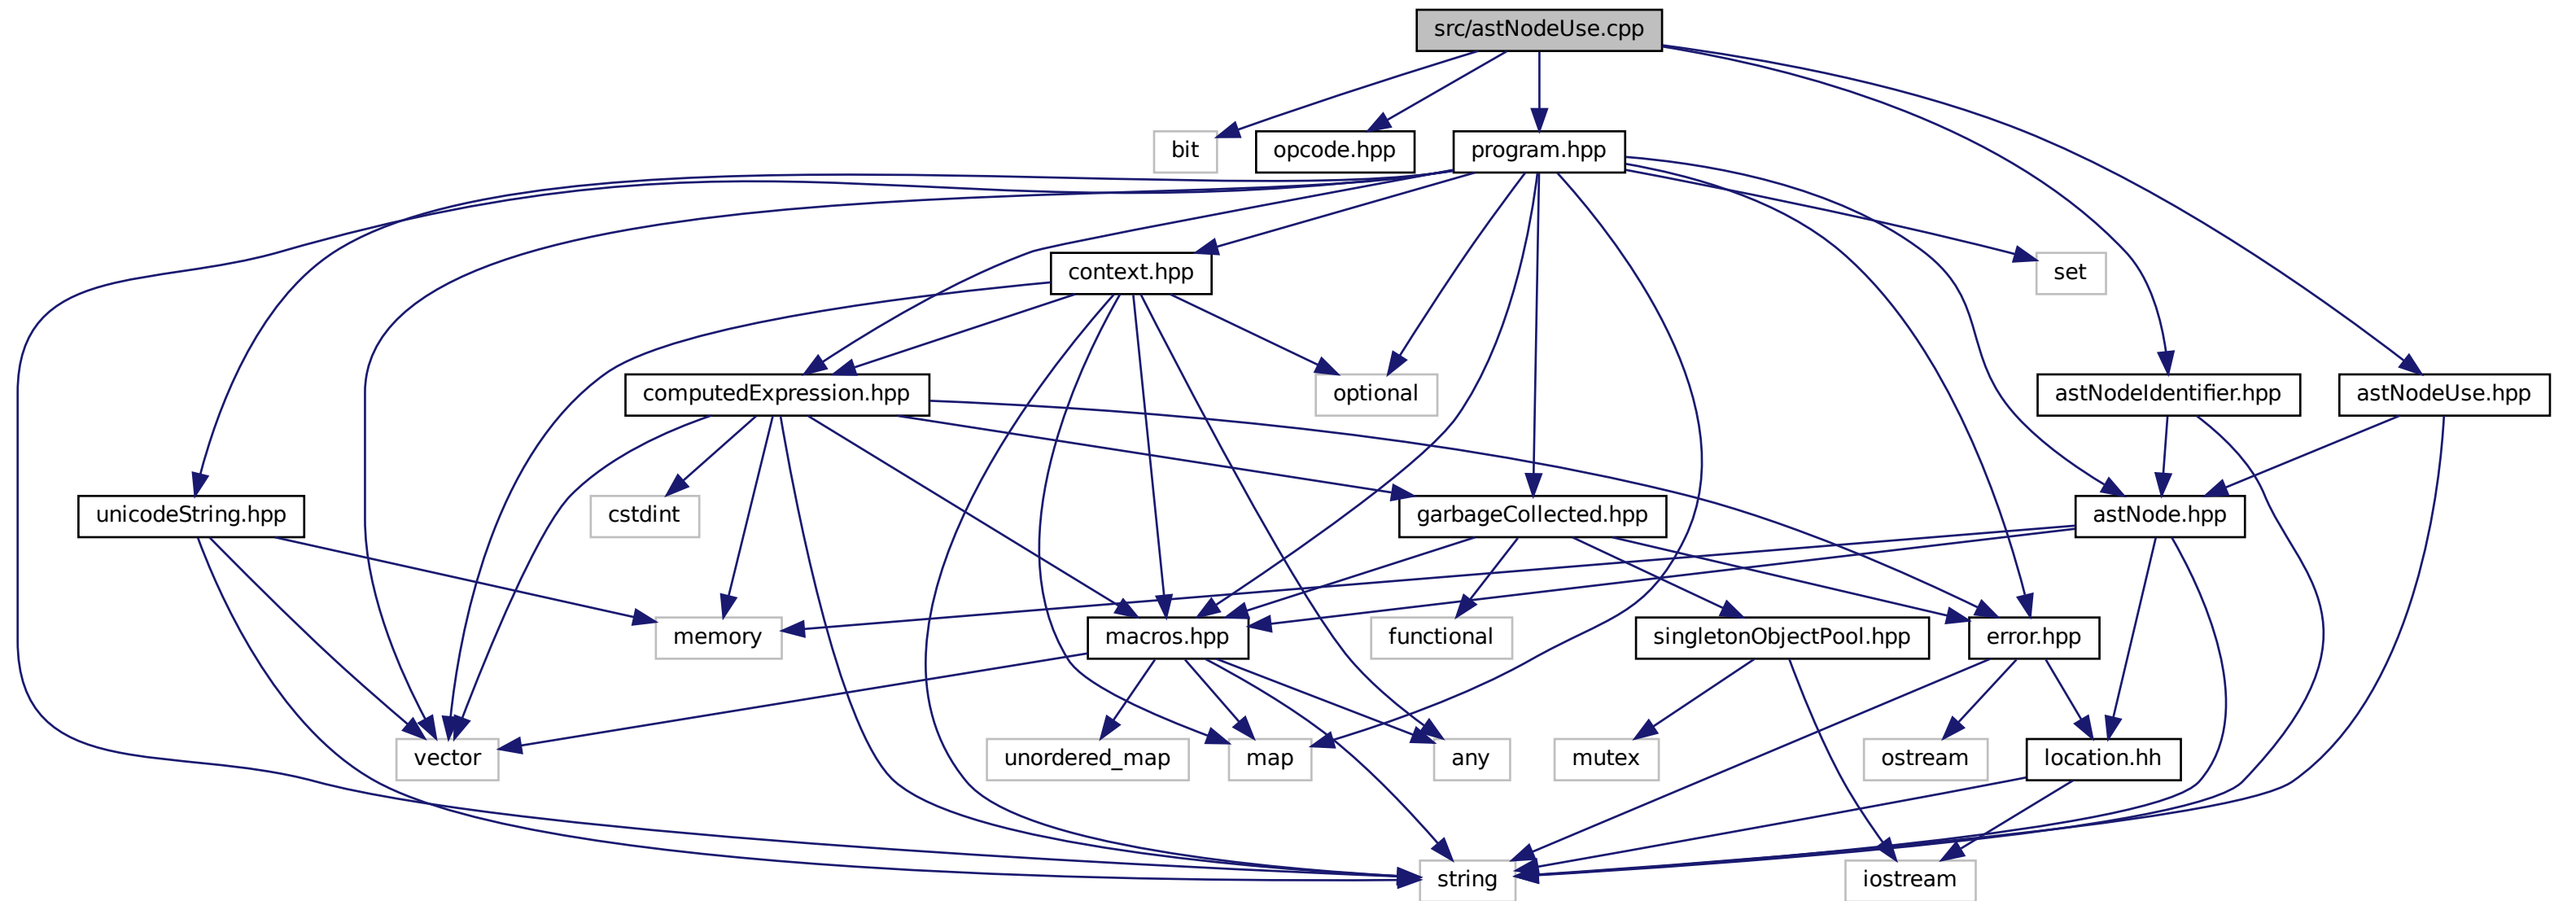 src/astNodeUse.cpp
bit
opcode.hpp
program.hpp
context.hpp
set
computedExpression.hpp
optional
astNodeIdentifier.hpp
astNodeUse.hpp
unicodeString.hpp
cstdint
garbageCollected.hpp
astNode.hpp
memory
macros.hpp
functional
singletonObjectPool.hpp
error.hpp
vector
unordered_map
map
any
mutex
ostream
location.hh
string
iostream